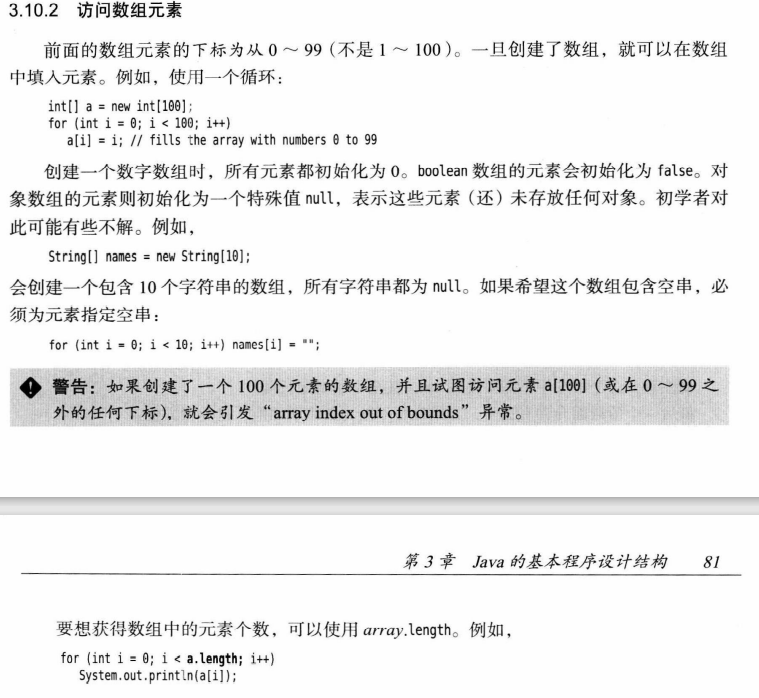 3.10.2 访问数组元素
前面的数组元素的下标为从 0 ~ 99（不是 1 ~ 100）。一旦创建了数组，就可以在数组
中填入元素。例如，使用一个循环：
int[] a = new int[100];
for (int i = 0; i < 100; i++)
a[i] = i; // fills the array with numbers 0 to 99
创建一个数字数组时，所有元素都初始化为 0。boolean 数组的元素会初始化为 false。对
象数组的元素则初始化为一个特殊值 null，表示这些元素（还）未存放任何对象。初学者对
此可能有些不解。例如，
String[] names = new String[10];
会创建一个包含 10 个字符串的数组，所有字符串都为 null。如果希望这个数组包含空串，必
须为元素指定空串：
for (int i = 0; i < 10; i++) names[i] = "";
警告：如果创建了一个 100 个元素的数组，并且试图访问元素 a[100]（或在 0 ~ 99 之
外的任何下标），就会引发“array index out of bounds”异常。
第 3 章 Java 的基本程序设计结构 81
要想获得数组中的元素个数，可以使用 array.length。例如，
for (int i = 0; i < a.length; i++)
System.out.println(a[i]);